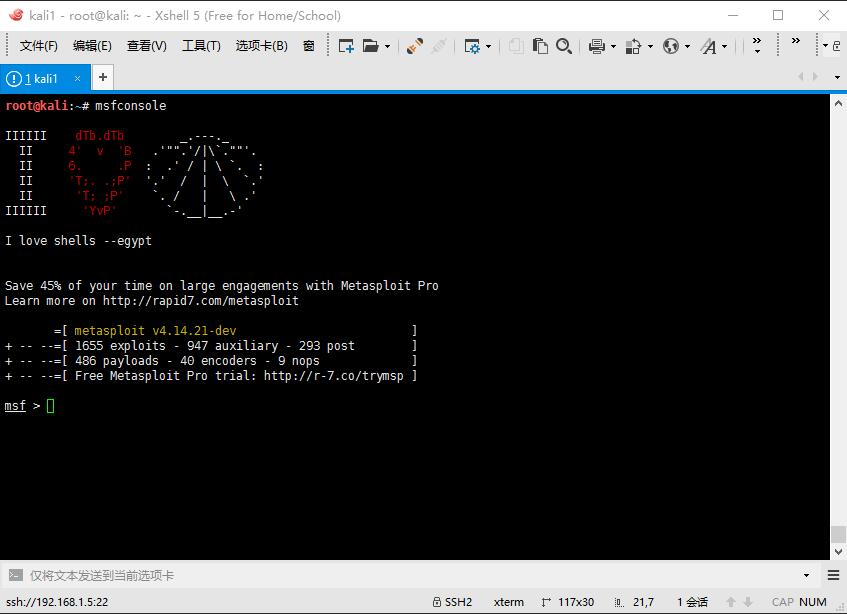 kali1 - root@kali: ~ - Xshell 5 (Free for Home/School)
文件(F) 编辑(E) 查看(V) 工具(T) 选项卡(B) 窗
1 kali1
root@kali:~# msfconsole
IIIIII    dTb.dTb        _.---._
  II     4'  v  'B   .'"".'/|\`.""'.
  II     6.     .P  :  .' / | \ `.  :
  II     'T;. .;P'  '.'  /  |  \  `.'
  II      'T; ;P'    `. /   |   \ .'
IIIIII     'YvP'       `-.__|__.-'
I love shells --egypt
Save 45% of your time on large engagements with Metasploit Pro
Learn more on http://rapid7.com/metasploit
       =[ metasploit v4.14.21-dev                         ]
+ -- --=[ 1655 exploits - 947 auxiliary - 293 post        ]
+ -- --=[ 486 payloads - 40 encoders - 9 nops             ]
+ -- --=[ Free Metasploit Pro trial: http://r-7.co/trymsp ]
msf >
仅将文本发送到当前选项卡
ssh://192.168.1.5:22 SSH2 xterm 117x30 21,7 1 会话 CAP NUM